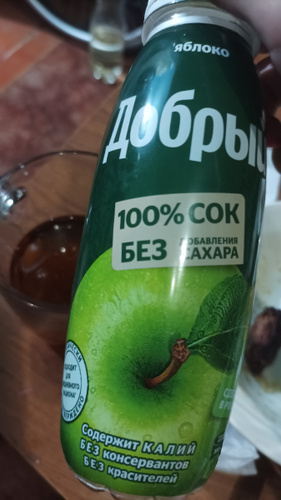 яблоко
Добрый
100% СОК
БЕЗ ДОБАВЛЕНИЯ
САХАРА
Содержит КАЛИЙ
БЕЗ консервантов
БЕЗ красителей